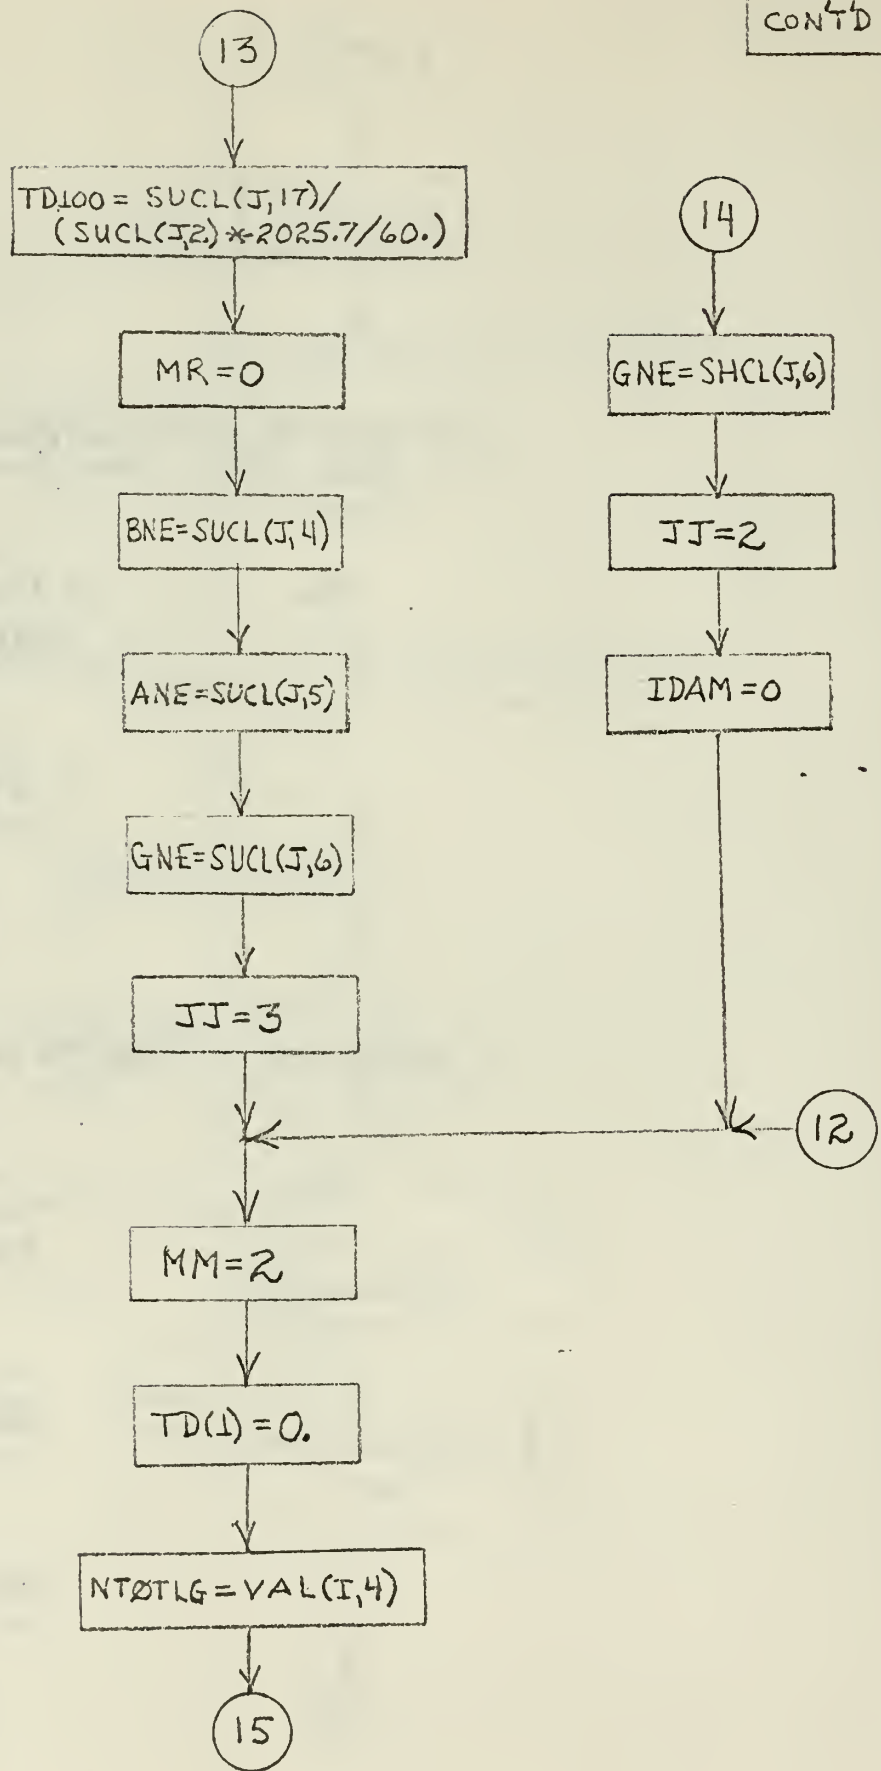 CONT'D
13
TD100 = SUCL(J,17)/
(SUCL(J,2)*2025.7/60.)
MR=0
BNE=SUCL(J,4)
ANE=SUCL(J,5)
GNE=SUCL(J,6)
JJ=3
14
GNE=SHCL(J,6)
JJ=2
IDAM=0
12
MM=2
TD(1)=0.
NTØTLG=VAL(I,4)
15